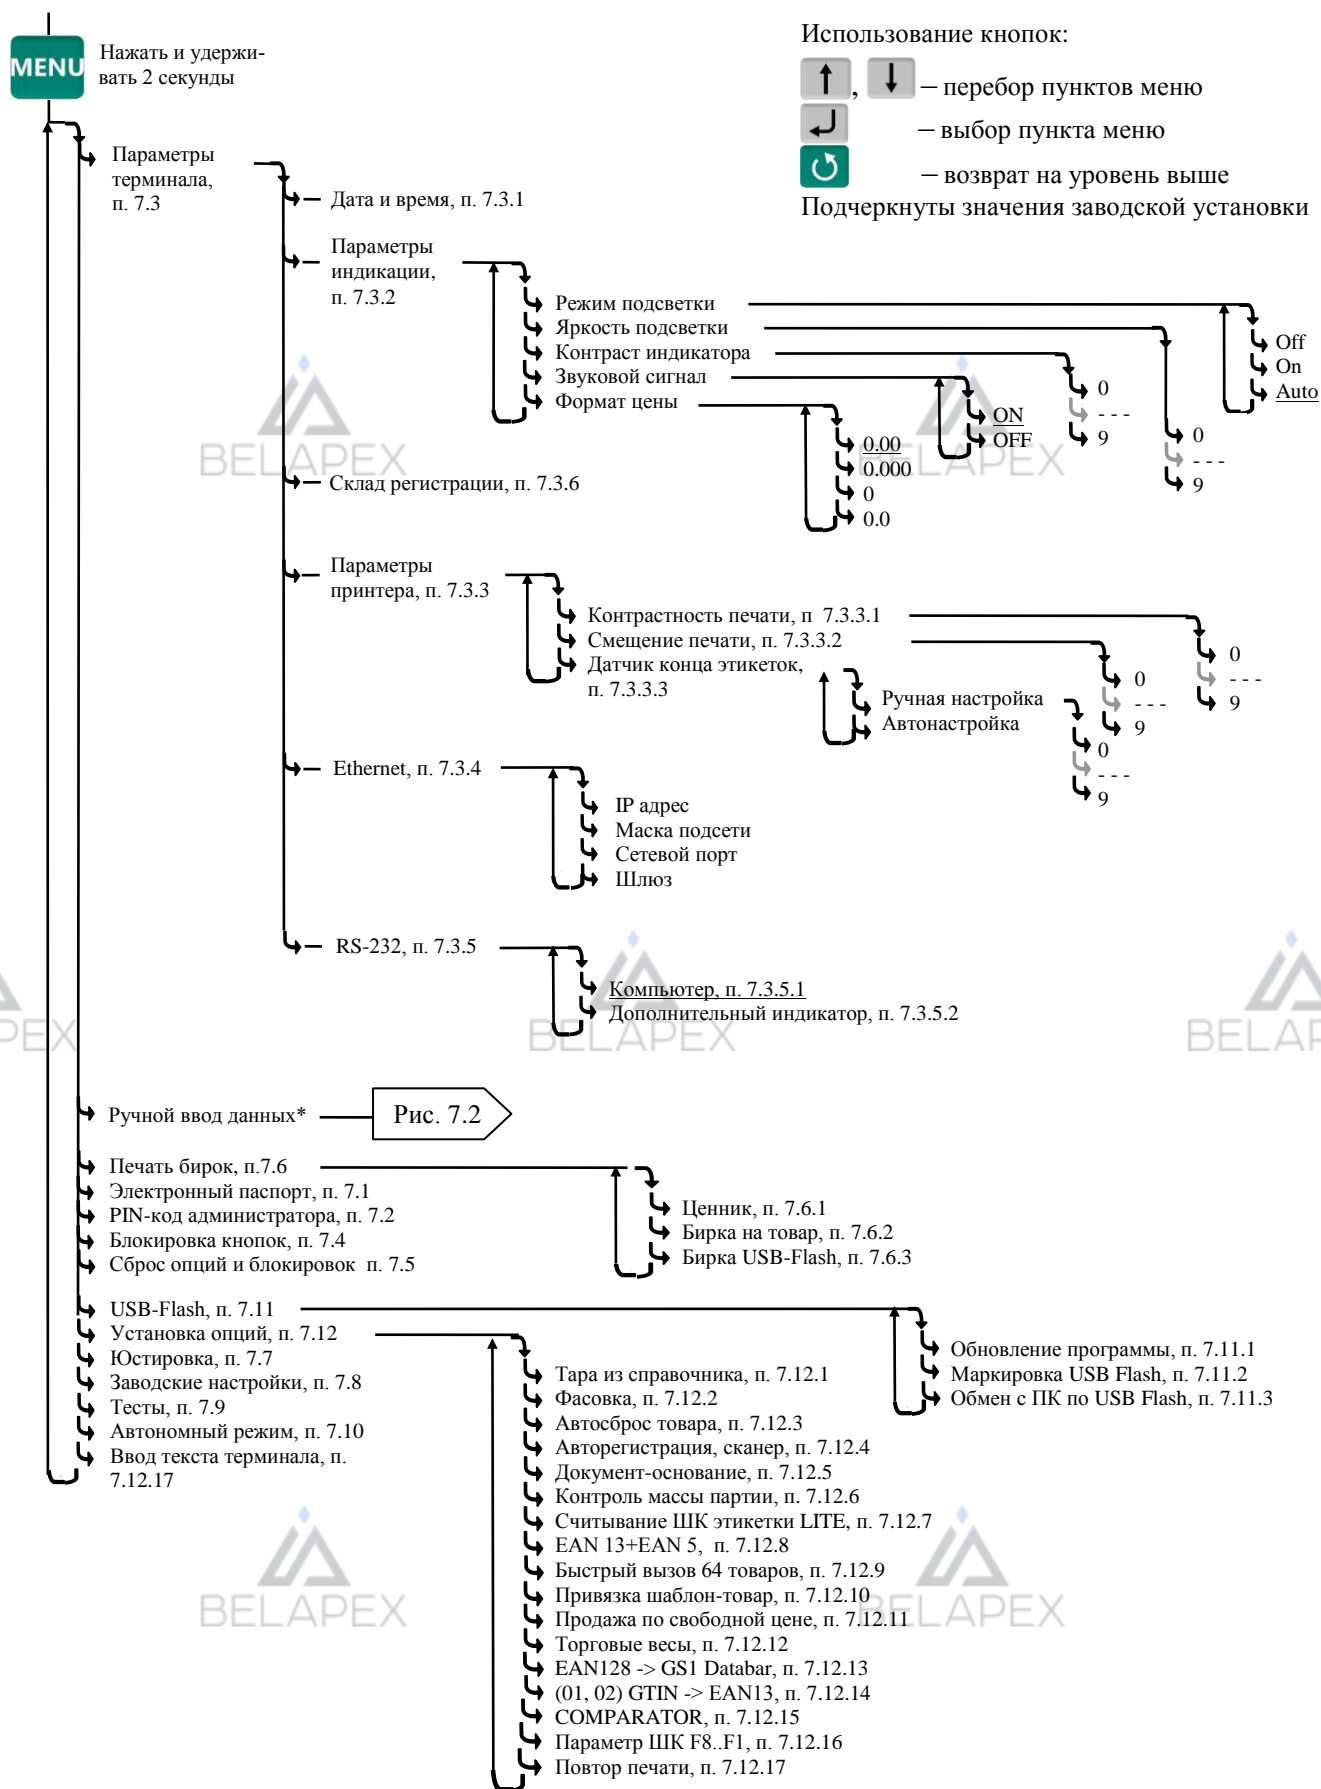 MENU
Нажать и удержи-
вать 2 секунды
Использование кнопок:
, – перебор пунктов меню
– выбор пункта меню
– возврат на уровень выше
Подчеркнуты значения заводской установки
Параметры
терминала,
п. 7.3
Дата и время, п. 7.3.1
Параметры
индикации,
п. 7.3.2
Режим подсветки
Яркость подсветки
Контраст индикатора
Звуковой сигнал
Формат цены
Off
On
Auto
0
- - -
9
0
- - -
9
ON
OFF
0.00
0.000
0
0.0
Склад регистрации, п. 7.3.6
Параметры
принтера, п. 7.3.3
Контрастность печати, п 7.3.3.1
Смещение печати, п. 7.3.3.2
Датчик конца этикеток,
п. 7.3.3.3
0
- - -
9
0
- - -
9
Ручная настройка
Автонастройка
0
- - -
9
Ethernet, п. 7.3.4
IP адрес
Маска подсети
Сетевой порт
Шлюз
RS-232, п. 7.3.5
Компьютер, п. 7.3.5.1
Дополнительный индикатор, п. 7.3.5.2
Ручной ввод данных*
Рис. 7.2
Печать бирок, п.7.6
Электронный паспорт, п. 7.1
PIN-код администратора, п. 7.2
Блокировка кнопок, п. 7.4
Сброс опций и блокировок п. 7.5
Ценник, п. 7.6.1
Бирка на товар, п. 7.6.2
Бирка USB-Flash, п. 7.6.3
USB-Flash, п. 7.11
Установка опций, п. 7.12
Юстировка, п. 7.7
Заводские настройки, п. 7.8
Тесты, п. 7.9
Автономный режим, п. 7.10
Ввод текста терминала, п.
7.12.17
Обновление программы, п. 7.11.1
Маркировка USB Flash, п. 7.11.2
Обмен с ПК по USB Flash, п. 7.11.3
Тара из справочника, п. 7.12.1
Фасовка, п. 7.12.2
Автосброс товара, п. 7.12.3
Авторегистрация, сканер, п. 7.12.4
Документ-основание, п. 7.12.5
Контроль массы партии, п. 7.12.6
Считывание ШК этикетки LITE, п. 7.12.7
EAN 13+EAN 5, п. 7.12.8
Быстрый вызов 64 товаров, п. 7.12.9
Привязка шаблон-товар, п. 7.12.10
Продажа по свободной цене, п. 7.12.11
Торговые весы, п. 7.12.12
EAN128 -> GS1 Databar, п. 7.12.13
(01, 02) GTIN -> EAN13, п. 7.12.14
COMPARATOR, п. 7.12.15
Параметр ШК F8..F1, п. 7.12.16
Повтор печати, п. 7.12.17
BELAPEX
BELAPEX
PEX
BELAPEX
BELAP
BELAPEX
BELAPEX